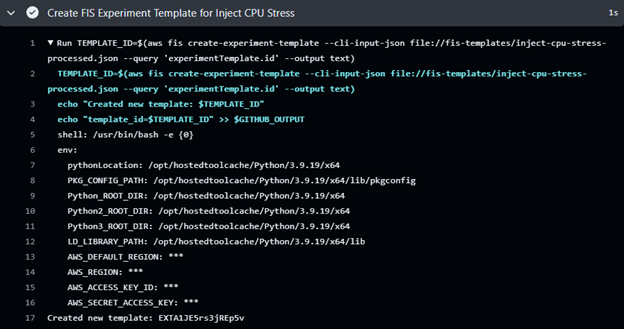 Create FIS Experiment Template for Inject CPU Stress 1s
1 ▼ Run TEMPLATE_ID=$(aws fis create-experiment-template --cli-input-json file://fis-templates/inject-cpu-stress-
processed.json --query 'experimentTemplate.id' --output text)
2 TEMPLATE_ID=$(aws fis create-experiment-template --cli-input-json file://fis-templates/inject-cpu-stress-
processed.json --query 'experimentTemplate.id' --output text)
3 echo "Created new template: $TEMPLATE_ID"
4 echo "template_id=$TEMPLATE_ID" >> $GITHUB_OUTPUT
5 shell: /usr/bin/bash -e {0}
6 env:
7 pythonLocation: /opt/hostedtoolcache/Python/3.9.19/x64
8 PKG_CONFIG_PATH: /opt/hostedtoolcache/Python/3.9.19/x64/lib/pkgconfig
9 Python_ROOT_DIR: /opt/hostedtoolcache/Python/3.9.19/x64
10 Python2_ROOT_DIR: /opt/hostedtoolcache/Python/3.9.19/x64
11 Python3_ROOT_DIR: /opt/hostedtoolcache/Python/3.9.19/x64
12 LD_LIBRARY_PATH: /opt/hostedtoolcache/Python/3.9.19/x64/lib
13 AWS_DEFAULT_REGION: ***
14 AWS_REGION: ***
15 AWS_ACCESS_KEY_ID: ***
16 AWS_SECRET_ACCESS_KEY: ***
17 Created new template: EXTA1JE5rs3jREp5v